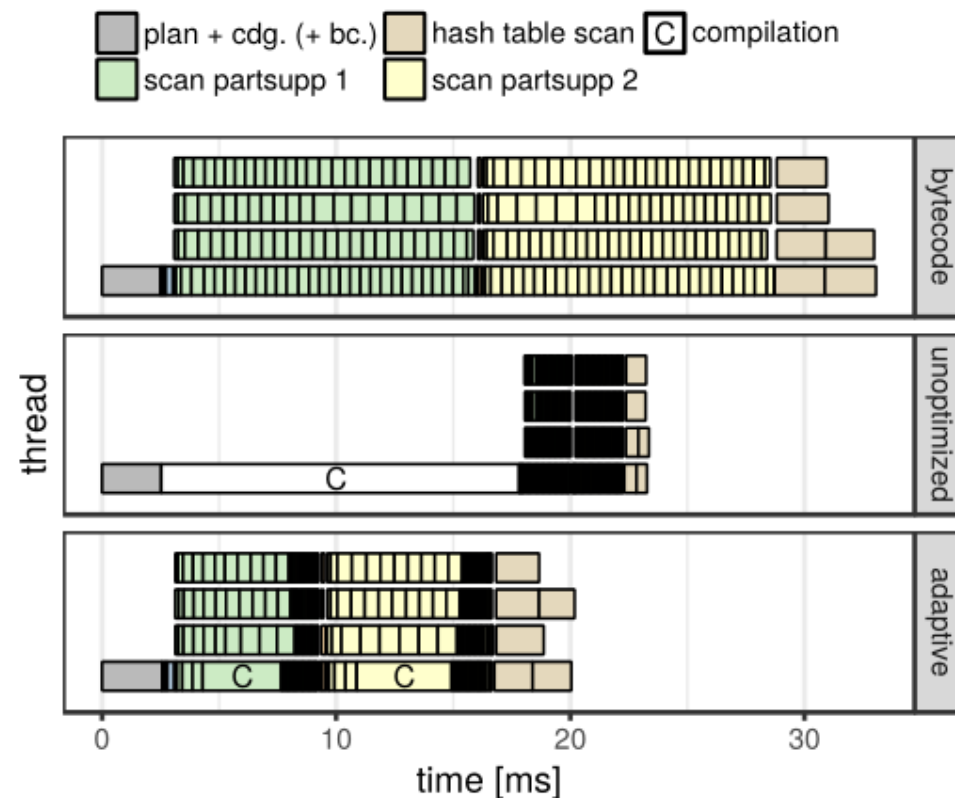 plan + cdg. (+ bc.) hash table scan C compilation
scan partsupp 1 scan partsupp 2
bytecode
unoptimized
C
adaptive
C C
thread
0 10 20 30
time [ms]